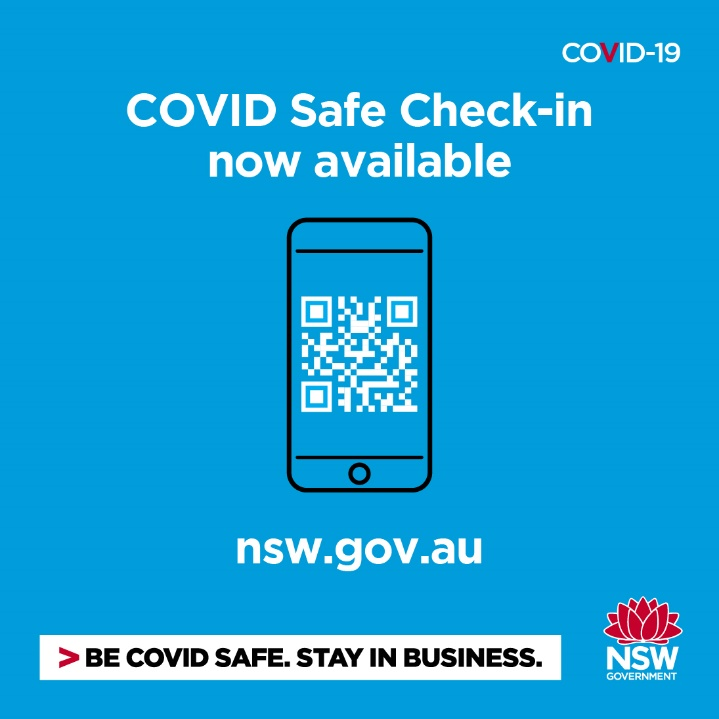 COVID-19
COVID Safe Check-in
now available
nsw.gov.au
> BE COVID SAFE. STAY IN BUSINESS.
NSW
GOVERNMENT